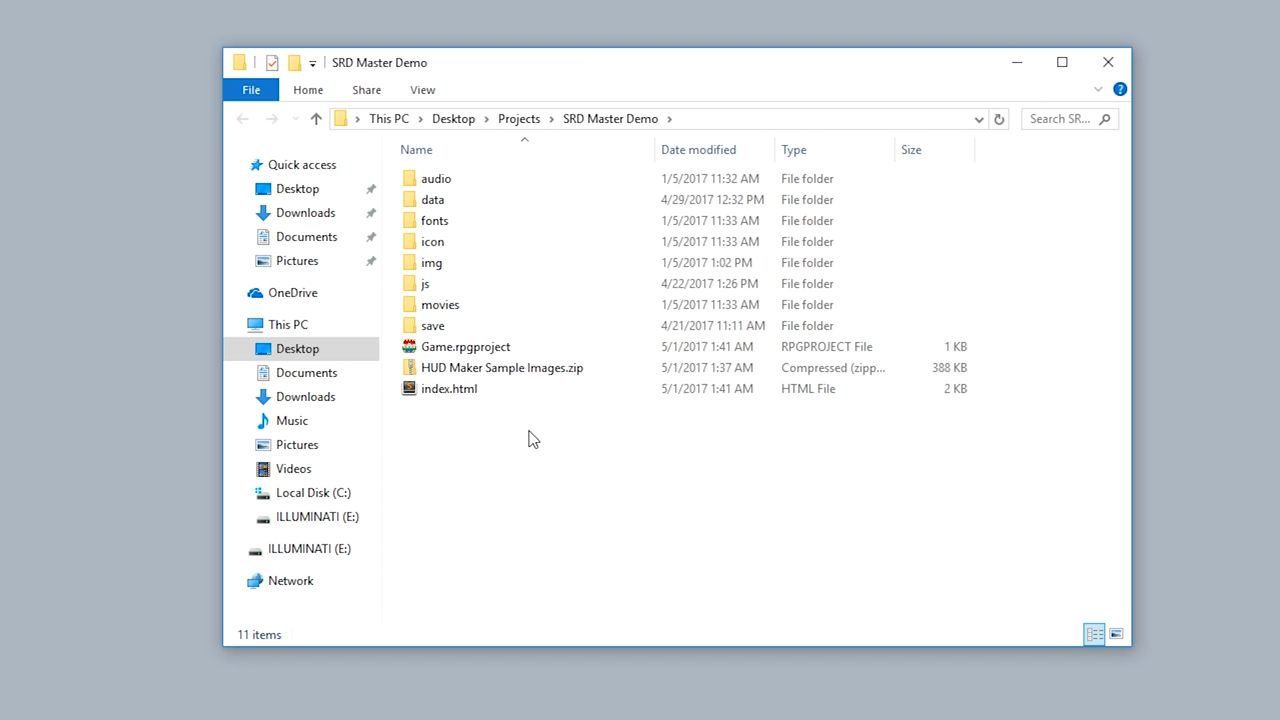 SRD Master Demo
File Home Share View
This PC Desktop Projects SRD Master Demo Search SR...
Name Date modified Type Size
Quick access
Desktop
Downloads
Documents
Pictures
OneDrive
This PC
Desktop
Documents
Downloads
Music
Pictures
Videos
Local Disk (C:)
ILLUMINATI (E:)
ILLUMINATI (E:)
Network
audio 1/5/2017 11:32 AM File folder
data 4/29/2017 12:32 PM File folder
fonts 1/5/2017 11:33 AM File folder
icon 1/5/2017 11:33 AM File folder
img 1/5/2017 1:02 PM File folder
js 4/22/2017 1:26 PM File folder
movies 1/5/2017 11:33 AM File folder
save 4/21/2017 11:11 AM File folder
Game.rpgproject 5/1/2017 1:41 AM RPGPROJECT File 1 KB
HUD Maker Sample Images.zip 5/1/2017 1:37 AM Compressed (zipp... 388 KB
index.html 5/1/2017 1:41 AM HTML File 2 KB
11 items